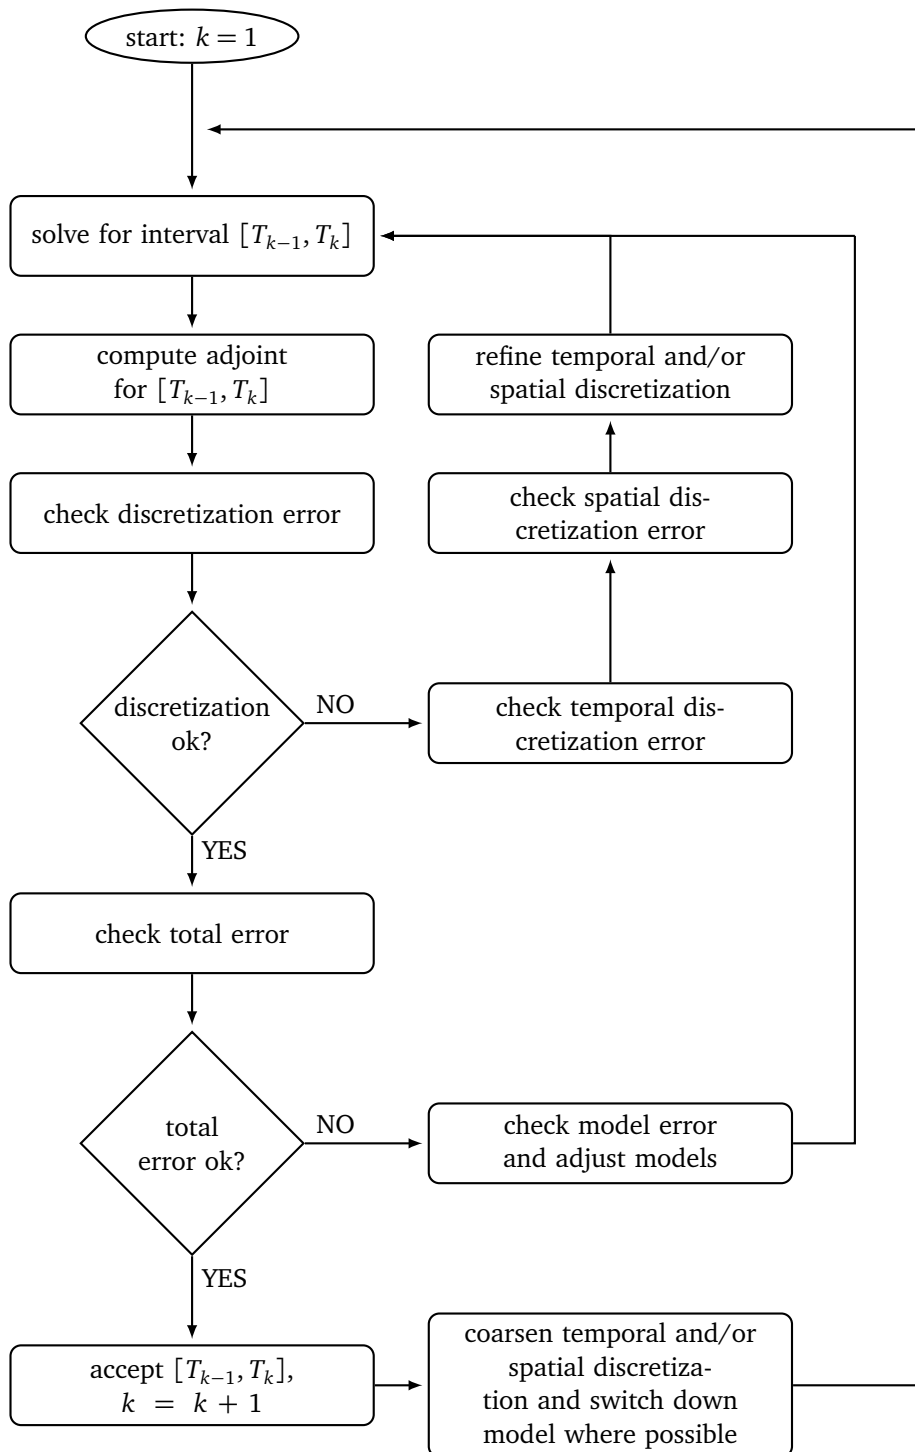 start: k = 1
solve for interval [T_{k−1}, T_k]
compute adjoint
for [T_{k−1}, T_k]
refine temporal and/or
spatial discretization
check discretization error
check spatial dis-
cretization error
discretization
ok?
NO
check temporal dis-
cretization error
YES
check total error
total
error ok?
NO
check model error
and adjust models
YES
accept [T_{k−1}, T_k],
k = k + 1
coarsen temporal and/or
spatial discretiza-
tion and switch down
model where possible